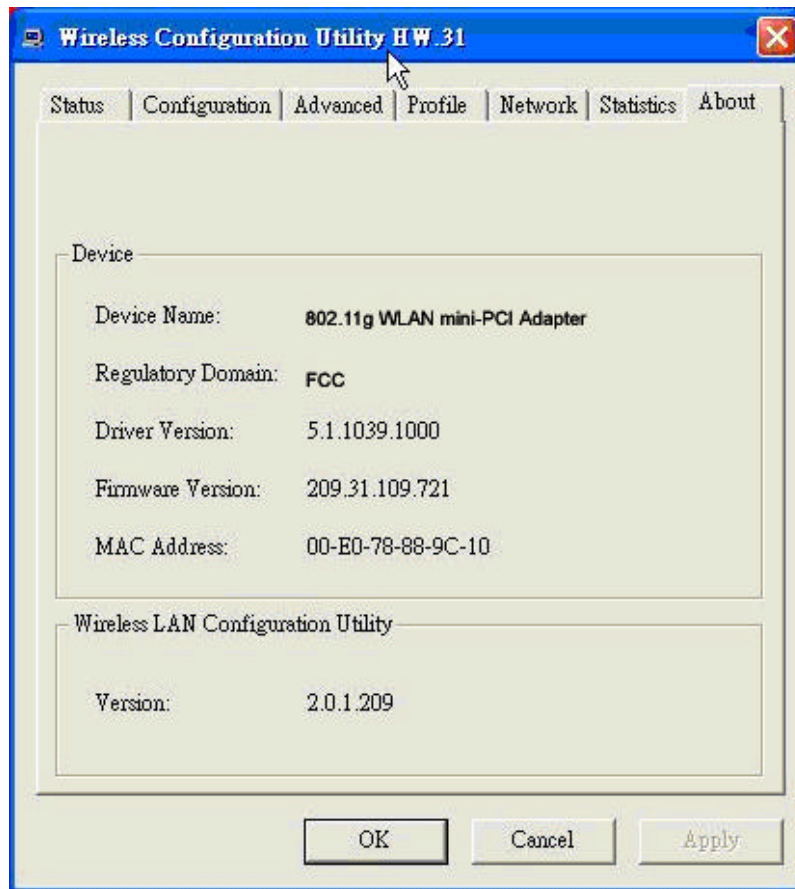 Wireless Configuration Utility HW.31
Status Configuration Advanced Profile Network Statistics About
Device
Device Name: 802.11g WLAN mini-PCI Adapter
Regulatory Domain: FCC
Driver Version: 5.1.1039.1000
Firmware Version: 209.31.109.721
MAC Address: 00-E0-78-88-9C-10
Wireless LAN Configuration Utility
Version: 2.0.1.209
OK Cancel Apply